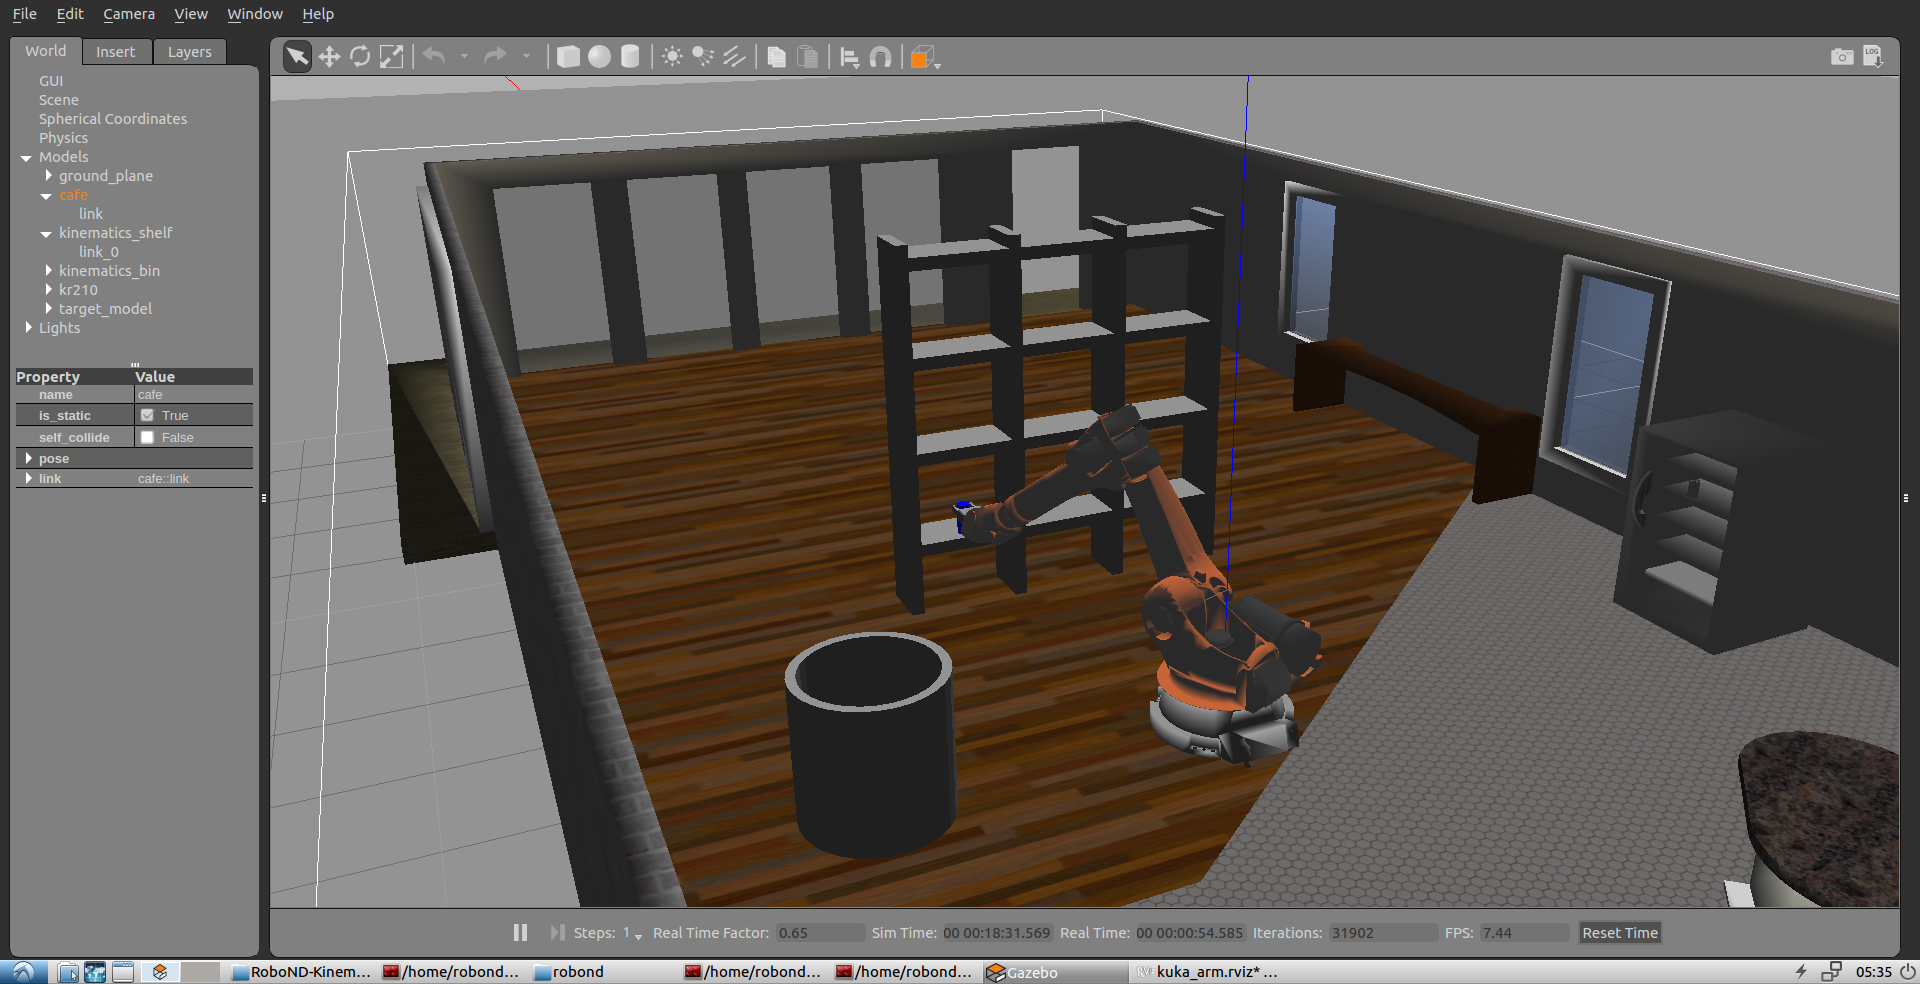 File Edit Camera View Window Help
World Insert Layers
GUI
Scene
Spherical Coordinates
Physics
Models
ground_plane
cafe
link
kinematics_shelf
link_0
kinematics_bin
kr210
target_model
Lights
Property Value
name cafe
is_static True
self_collide False
pose
link cafe::link
LOG
Steps: 1 Real Time Factor: 0.65 Sim Time: 00 00:18:31.569 Real Time: 00 00:00:54.585 Iterations: 31902 FPS: 7.44 Reset Time
RoboND-Kinem... /home/robond... robond /home/robond... /home/robond... Gazebo kuka_arm.rviz* ... 05:35